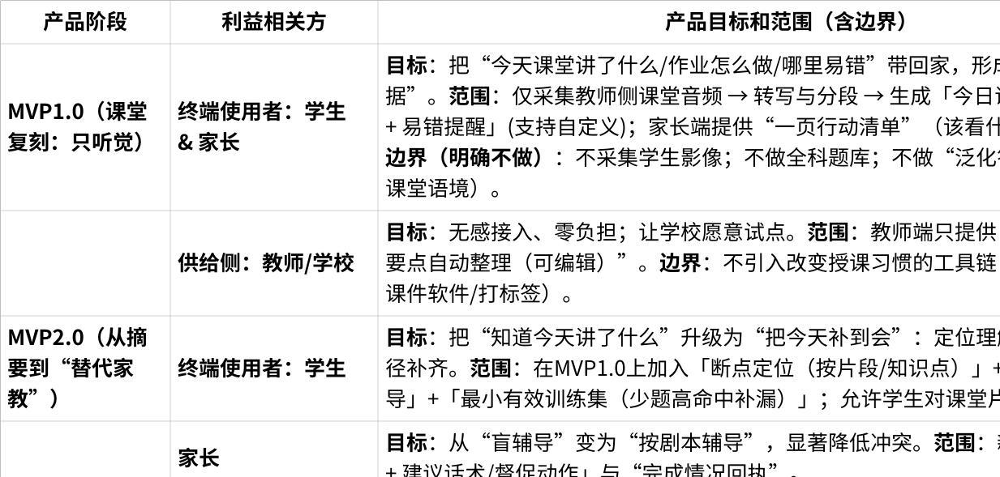 产品阶段
利益相关方
产品目标和范围（含边界）
MVP1.0（课堂
复刻：只听觉）
终端使用者：学生
& 家长
目标：把“今天课堂讲了什么/作业怎么做/哪里易错”带回家，形
据”。范围：仅采集教师侧课堂音频 → 转写与分段 → 生成「今日
+ 易错提醒」(支持自定义)；家长端提供“一页行动清单”（该看什
边界（明确不做）：不采集学生影像；不做全科题库；不做“泛化
课堂语境）。
供给侧：教师/学校
目标：无感接入、零负担；让学校愿意试点。范围：教师端只提供
要点自动整理（可编辑）”。边界：不引入改变授课习惯的工具链
课件软件/打标签）。
MVP2.0（从摘
要到“替代家
教”）
终端使用者：学生
目标：把“知道今天讲了什么”升级为“把今天补到会”：定位理
径补齐。范围：在MVP1.0上加入「断点定位（按片段/知识点）」+
导」+「最小有效训练集（少题高命中补漏）」；允许学生对课堂
家长
目标：从“盲辅导”变为“按剧本辅导”，显著降低冲突。范围：
+ 建议话术/督促动作」与“完成情况回执”。